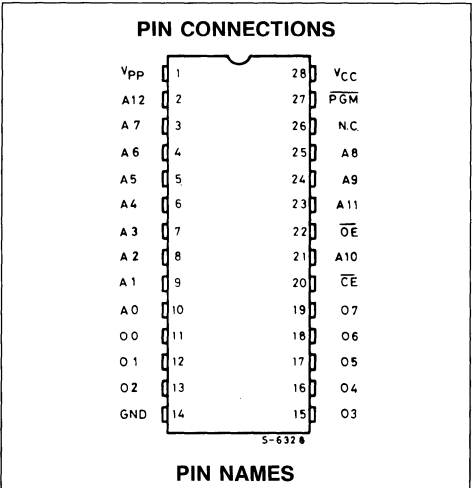 PIN CONNECTIONS
VPP 1 28 VCC
A12 2 27 P̅G̅M̅
A7 3 26 N.C.
A6 4 25 A8
A5 5 24 A9
A4 6 23 A11
A3 7 22 O̅E̅
A2 8 21 A10
A1 9 20 C̅E̅
A0 10 19 O7
O0 11 18 O6
O1 12 17 O5
O2 13 16 O4
GND 14 15 O3
S-6328
PIN NAMES